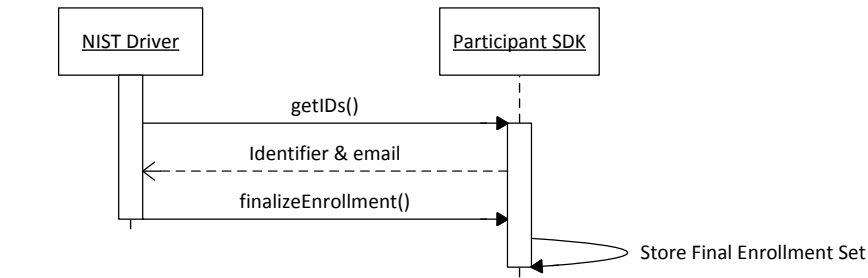 NIST Driver
Participant SDK
getIDs()
Identifier & email
finalizeEnrollment()
Store Final Enrollment Set